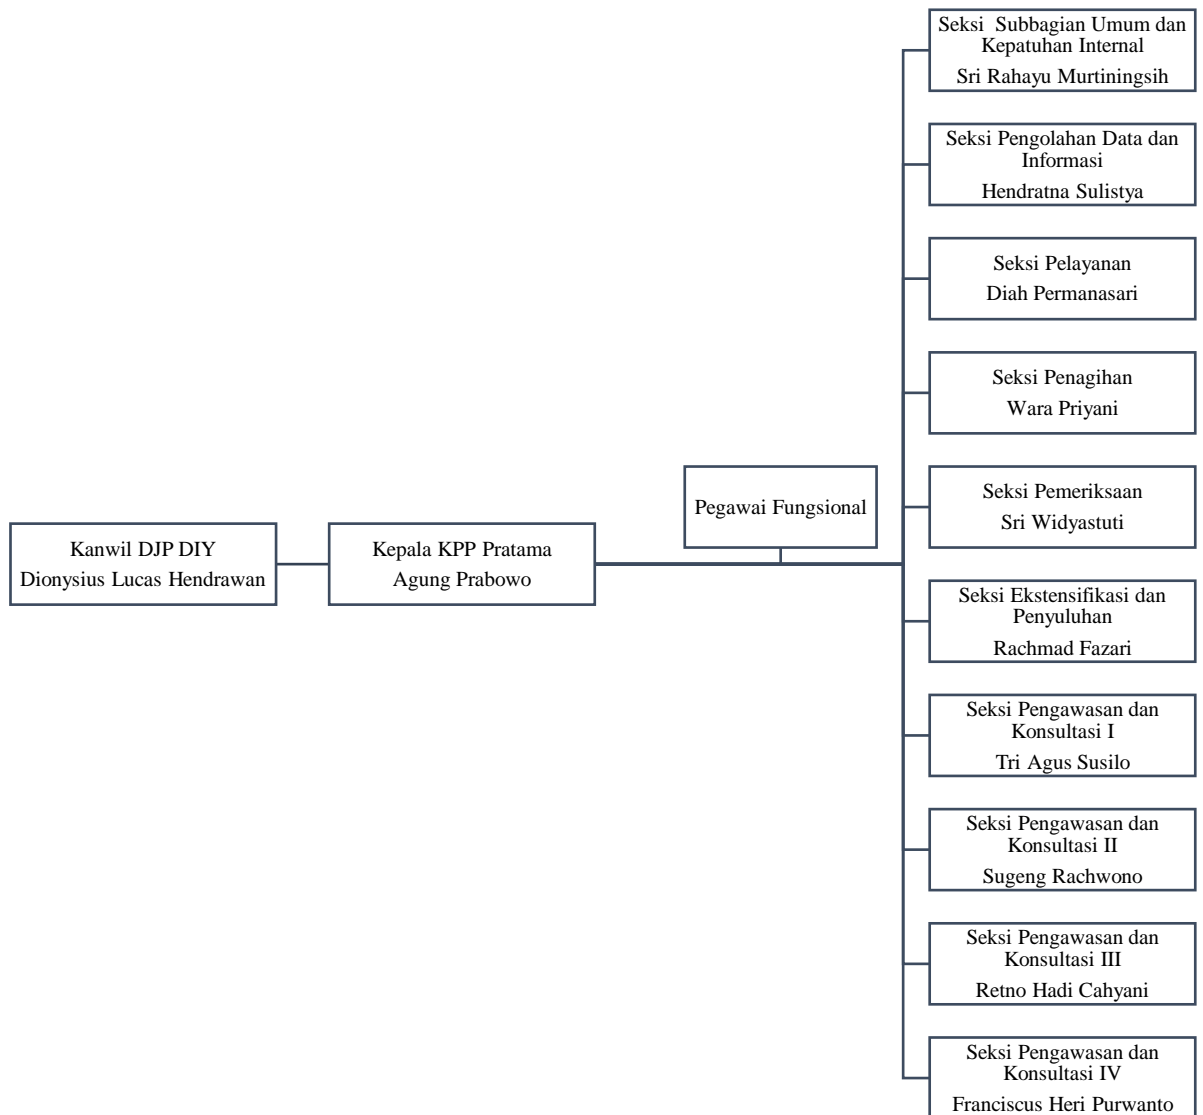 Kanwil DJP DIY
Dionysius Lucas Hendrawan
Kepala KPP Pratama
Agung Prabowo
Pegawai Fungsional
Seksi  Subbagian Umum dan
Kepatuhan Internal
Sri Rahayu Murtiningsih
Seksi Pengolahan Data dan
Informasi
Hendratna Sulistya
Seksi Pelayanan
Diah Permanasari
Seksi Penagihan
Wara Priyani
Seksi Pemeriksaan
Sri Widyastuti
Seksi Ekstensifikasi dan
Penyuluhan
Rachmad Fazari
Seksi Pengawasan dan
Konsultasi I
Tri Agus Susilo
Seksi Pengawasan dan
Konsultasi II
Sugeng Rachwono
Seksi Pengawasan dan
Konsultasi III
Retno Hadi Cahyani
Seksi Pengawasan dan
Konsultasi IV
Franciscus Heri Purwanto